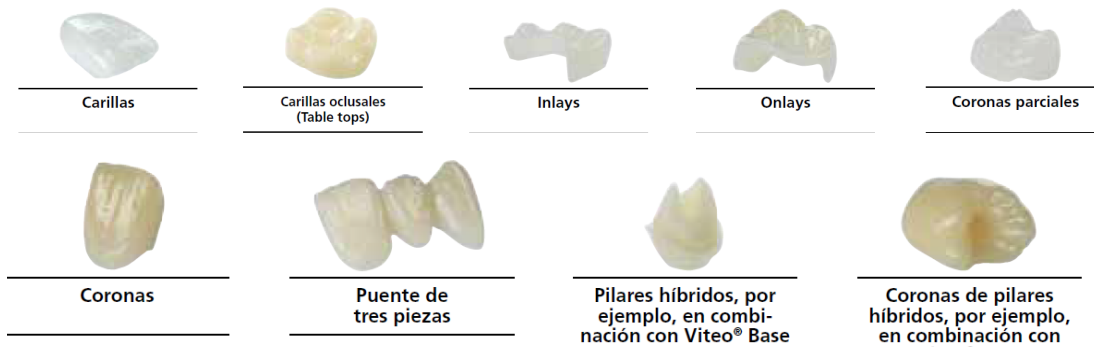 Carillas
Carillas oclusales
(Table tops)
Inlays
Onlays
Coronas parciales
Coronas
Puente de
tres piezas
Pilares híbridos, por
ejemplo, en combi-
nación con Viteo® Base
Coronas de pilares
híbridos, por ejemplo,
en combinación con